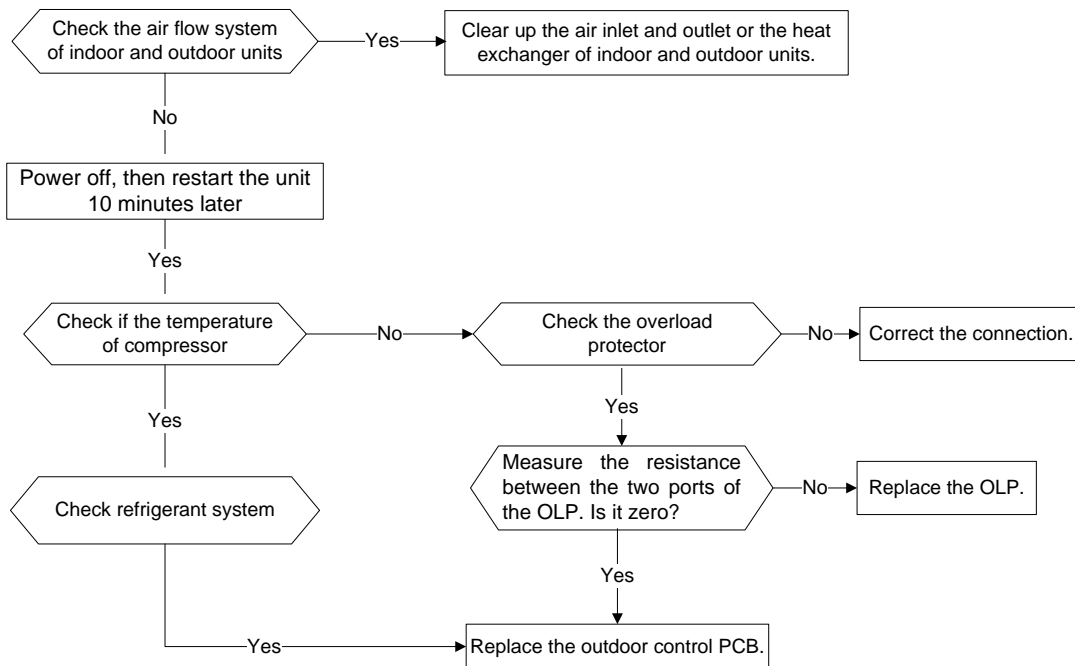 Check the air flow system
of indoor and outdoor units
Yes
Clear up the air inlet and outlet or the heat
exchanger of indoor and outdoor units.
No
Power off, then restart the unit
10 minutes later
Yes
Check if the temperature
of compressor
No
Check the overload
protector
No
Correct the connection.
Yes
Yes
Measure the resistance
between the two ports of
the OLP. Is it zero?
No
Replace the OLP.
Check refrigerant system
Yes
Yes
Replace the outdoor control PCB.